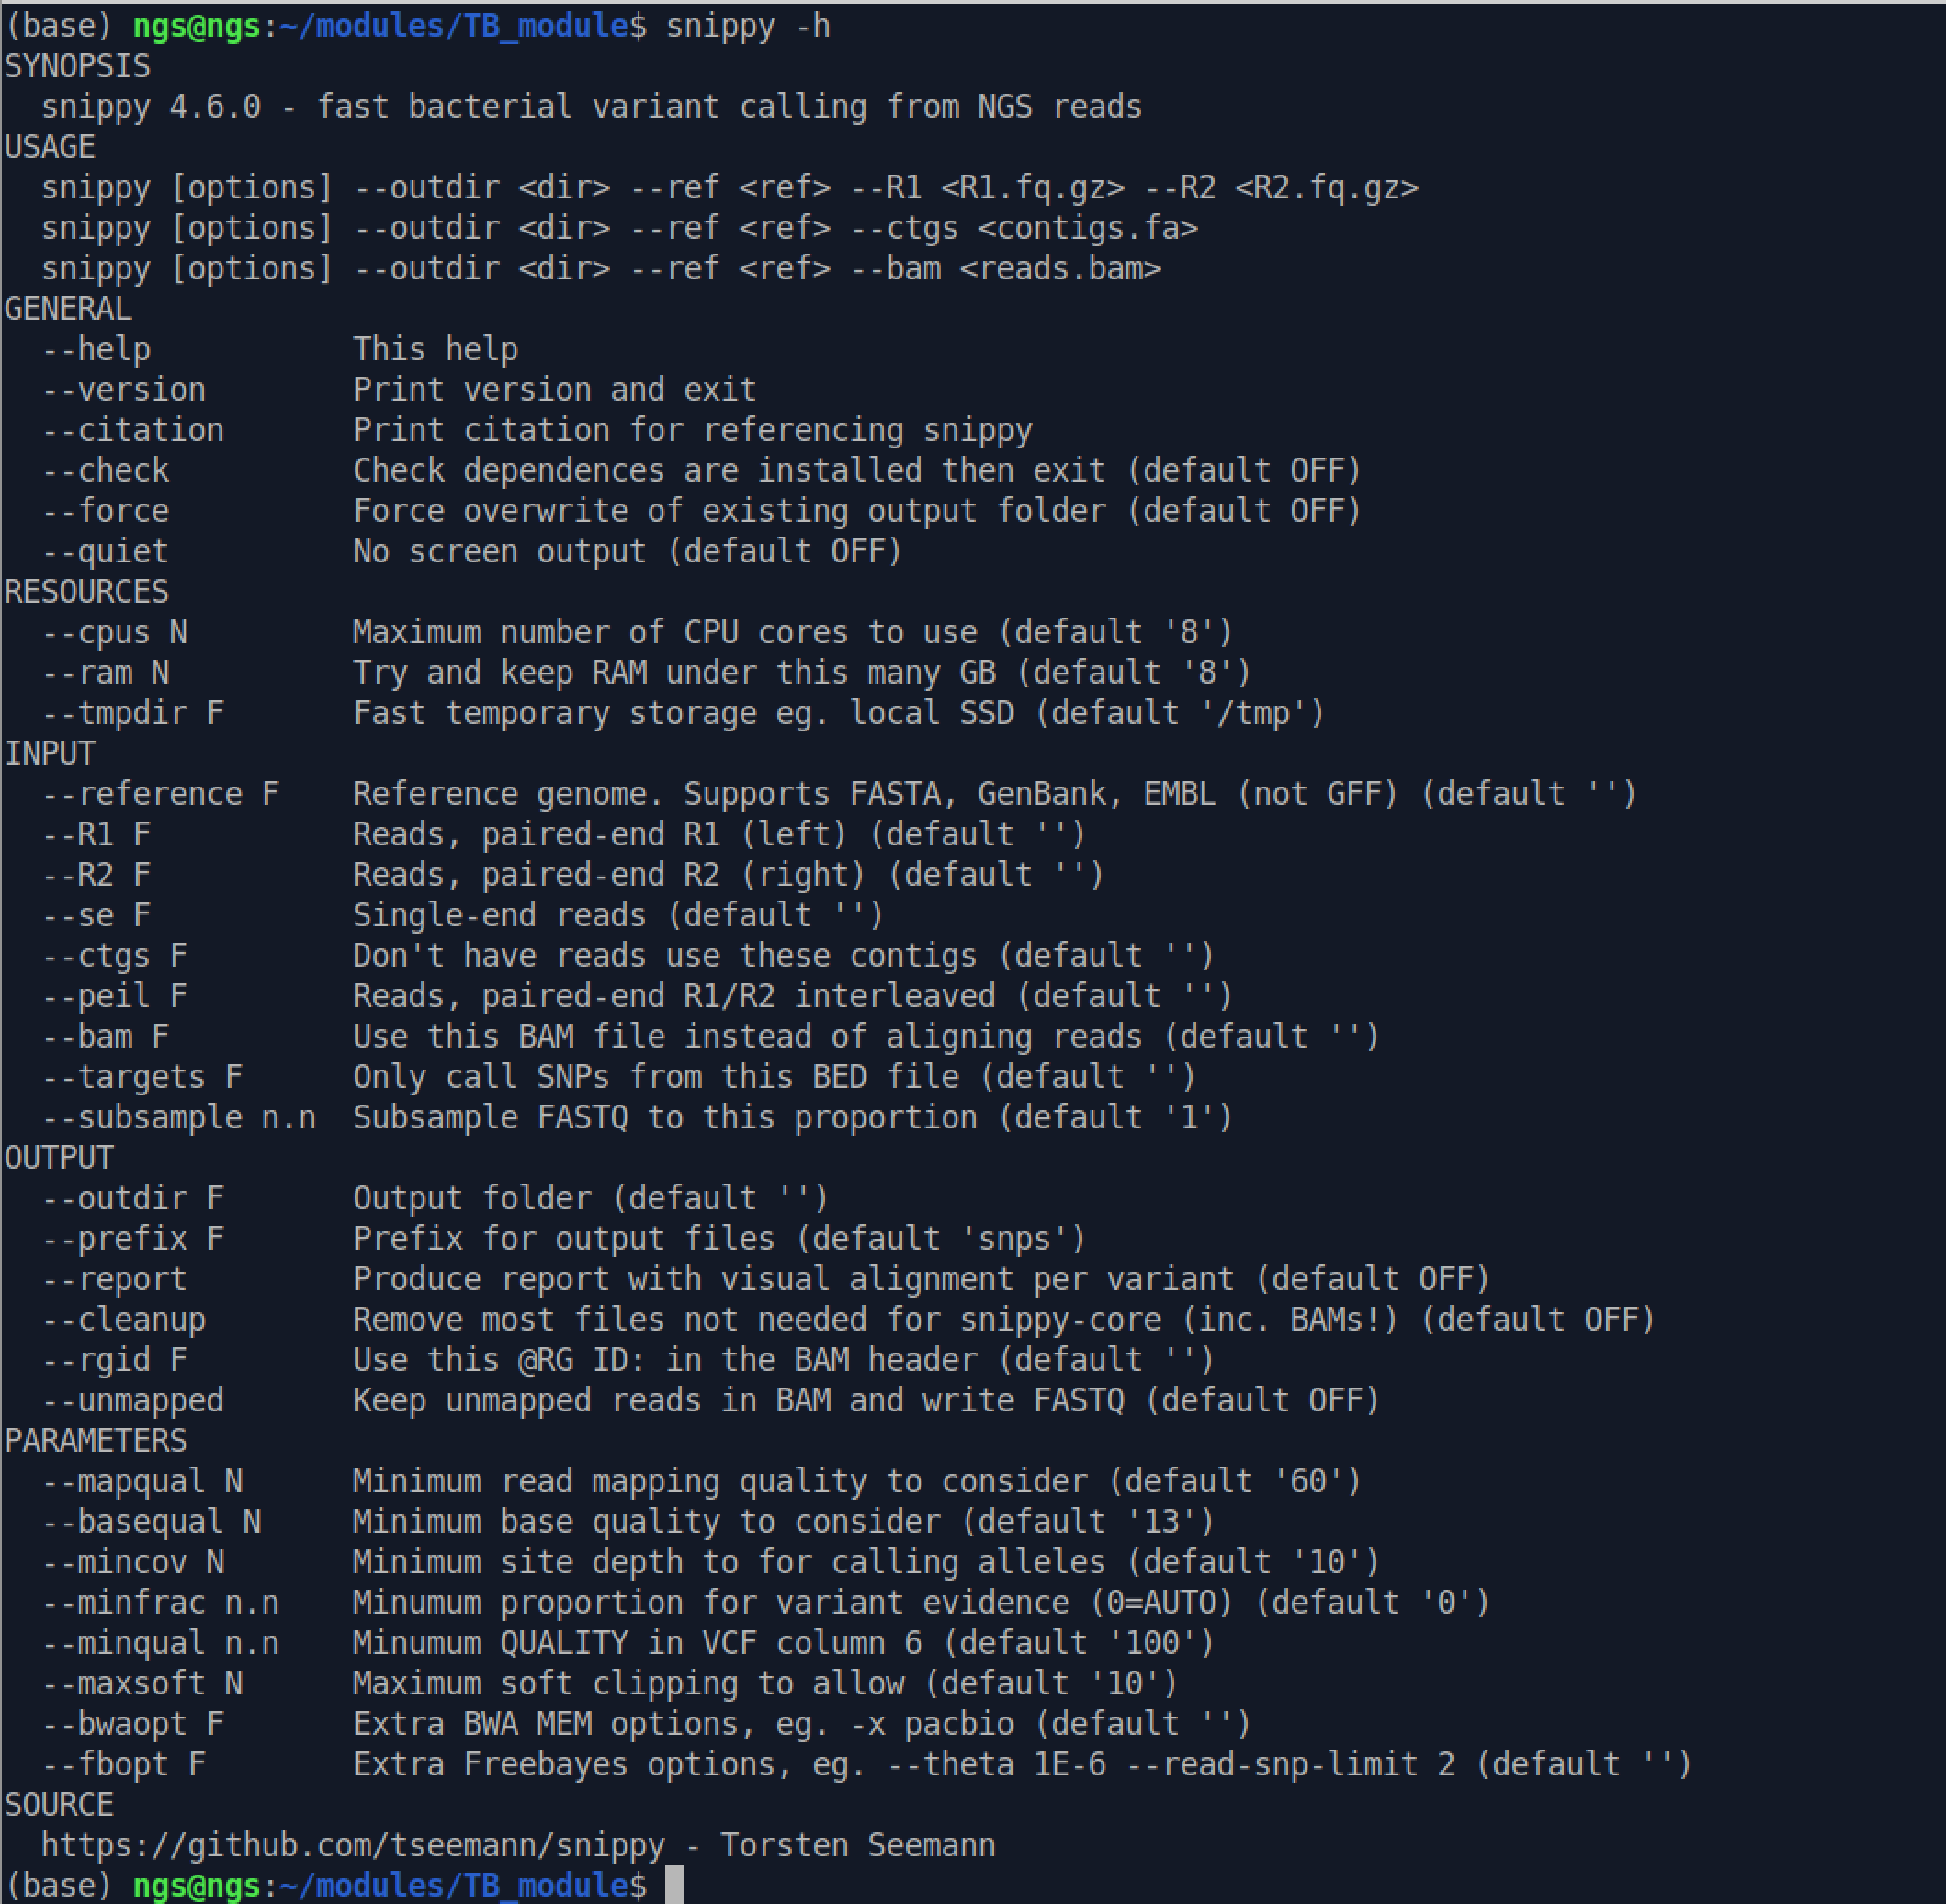 (base) ngs@ngs:~/modules/TB_module$ snippy -h
SYNOPSIS
  snippy 4.6.0 - fast bacterial variant calling from NGS reads
USAGE
  snippy [options] --outdir <dir> --ref <ref> --R1 <R1.fq.gz> --R2 <R2.fq.gz>
  snippy [options] --outdir <dir> --ref <ref> --ctgs <contigs.fa>
  snippy [options] --outdir <dir> --ref <ref> --bam <reads.bam>
GENERAL
  --help           This help
  --version        Print version and exit
  --citation       Print citation for referencing snippy
  --check          Check dependences are installed then exit (default OFF)
  --force          Force overwrite of existing output folder (default OFF)
  --quiet          No screen output (default OFF)
RESOURCES
  --cpus N         Maximum number of CPU cores to use (default '8')
  --ram N          Try and keep RAM under this many GB (default '8')
  --tmpdir F       Fast temporary storage eg. local SSD (default '/tmp')
INPUT
  --reference F    Reference genome. Supports FASTA, GenBank, EMBL (not GFF) (default '')
  --R1 F           Reads, paired-end R1 (left) (default '')
  --R2 F           Reads, paired-end R2 (right) (default '')
  --se F           Single-end reads (default '')
  --ctgs F         Don't have reads use these contigs (default '')
  --peil F         Reads, paired-end R1/R2 interleaved (default '')
  --bam F          Use this BAM file instead of aligning reads (default '')
  --targets F      Only call SNPs from this BED file (default '')
  --subsample n.n  Subsample FASTQ to this proportion (default '1')
OUTPUT
  --outdir F       Output folder (default '')
  --prefix F       Prefix for output files (default 'snps')
  --report         Produce report with visual alignment per variant (default OFF)
  --cleanup        Remove most files not needed for snippy-core (inc. BAMs!) (default OFF)
  --rgid F         Use this @RG ID: in the BAM header (default '')
  --unmapped       Keep unmapped reads in BAM and write FASTQ (default OFF)
PARAMETERS
  --mapqual N      Minimum read mapping quality to consider (default '60')
  --basequal N     Minimum base quality to consider (default '13')
  --mincov N       Minimum site depth to for calling alleles (default '10')
  --minfrac n.n    Minumum proportion for variant evidence (0=AUTO) (default '0')
  --minqual n.n    Minumum QUALITY in VCF column 6 (default '100')
  --maxsoft N      Maximum soft clipping to allow (default '10')
  --bwaopt F       Extra BWA MEM options, eg. -x pacbio (default '')
  --fbopt F        Extra Freebayes options, eg. --theta 1E-6 --read-snp-limit 2 (default '')
SOURCE
  https://github.com/tseemann/snippy - Torsten Seemann
(base) ngs@ngs:~/modules/TB_module$